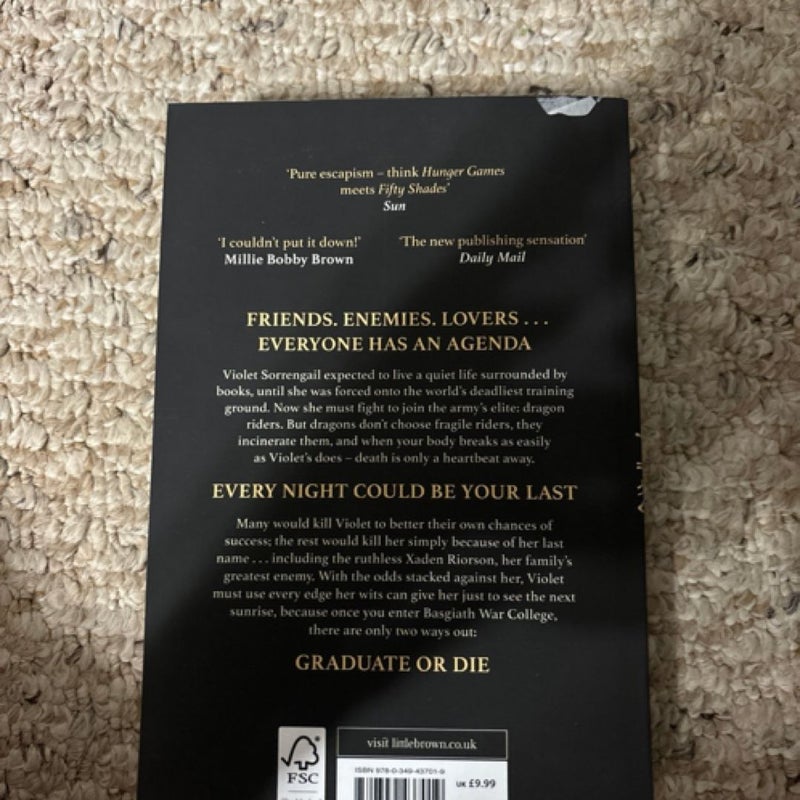 'Pure escapism – think Hunger Games
meets Fifty Shades'
Sun
'I couldn't put it down!'
Millie Bobby Brown
'The new publishing sensation'
Daily Mail
FRIENDS. ENEMIES. LOVERS . . .
EVERYONE HAS AN AGENDA
Violet Sorrengail expected to live a quiet life surrounded by
books, until she was forced onto the world's deadliest training
ground. Now she must fight to join the army's elite: dragon
riders. But dragons don't choose fragile riders, they
incinerate them, and when your body breaks as easily
as Violet's does – death is only a heartbeat away.
EVERY NIGHT COULD BE YOUR LAST
Many would kill Violet to better their own chances of
success; the rest would kill her simply because of her last
name . . . including the ruthless Xaden Riorson, her family's
greatest enemy. With the odds stacked against her, Violet
must use every edge her wits can give her just to see the next
sunrise, because once you enter Basgiath War College,
there are only two ways out:
GRADUATE OR DIE
visit littlebrown.co.uk
FSC
ISBN 978-0-349-43701-9
UK £9.99